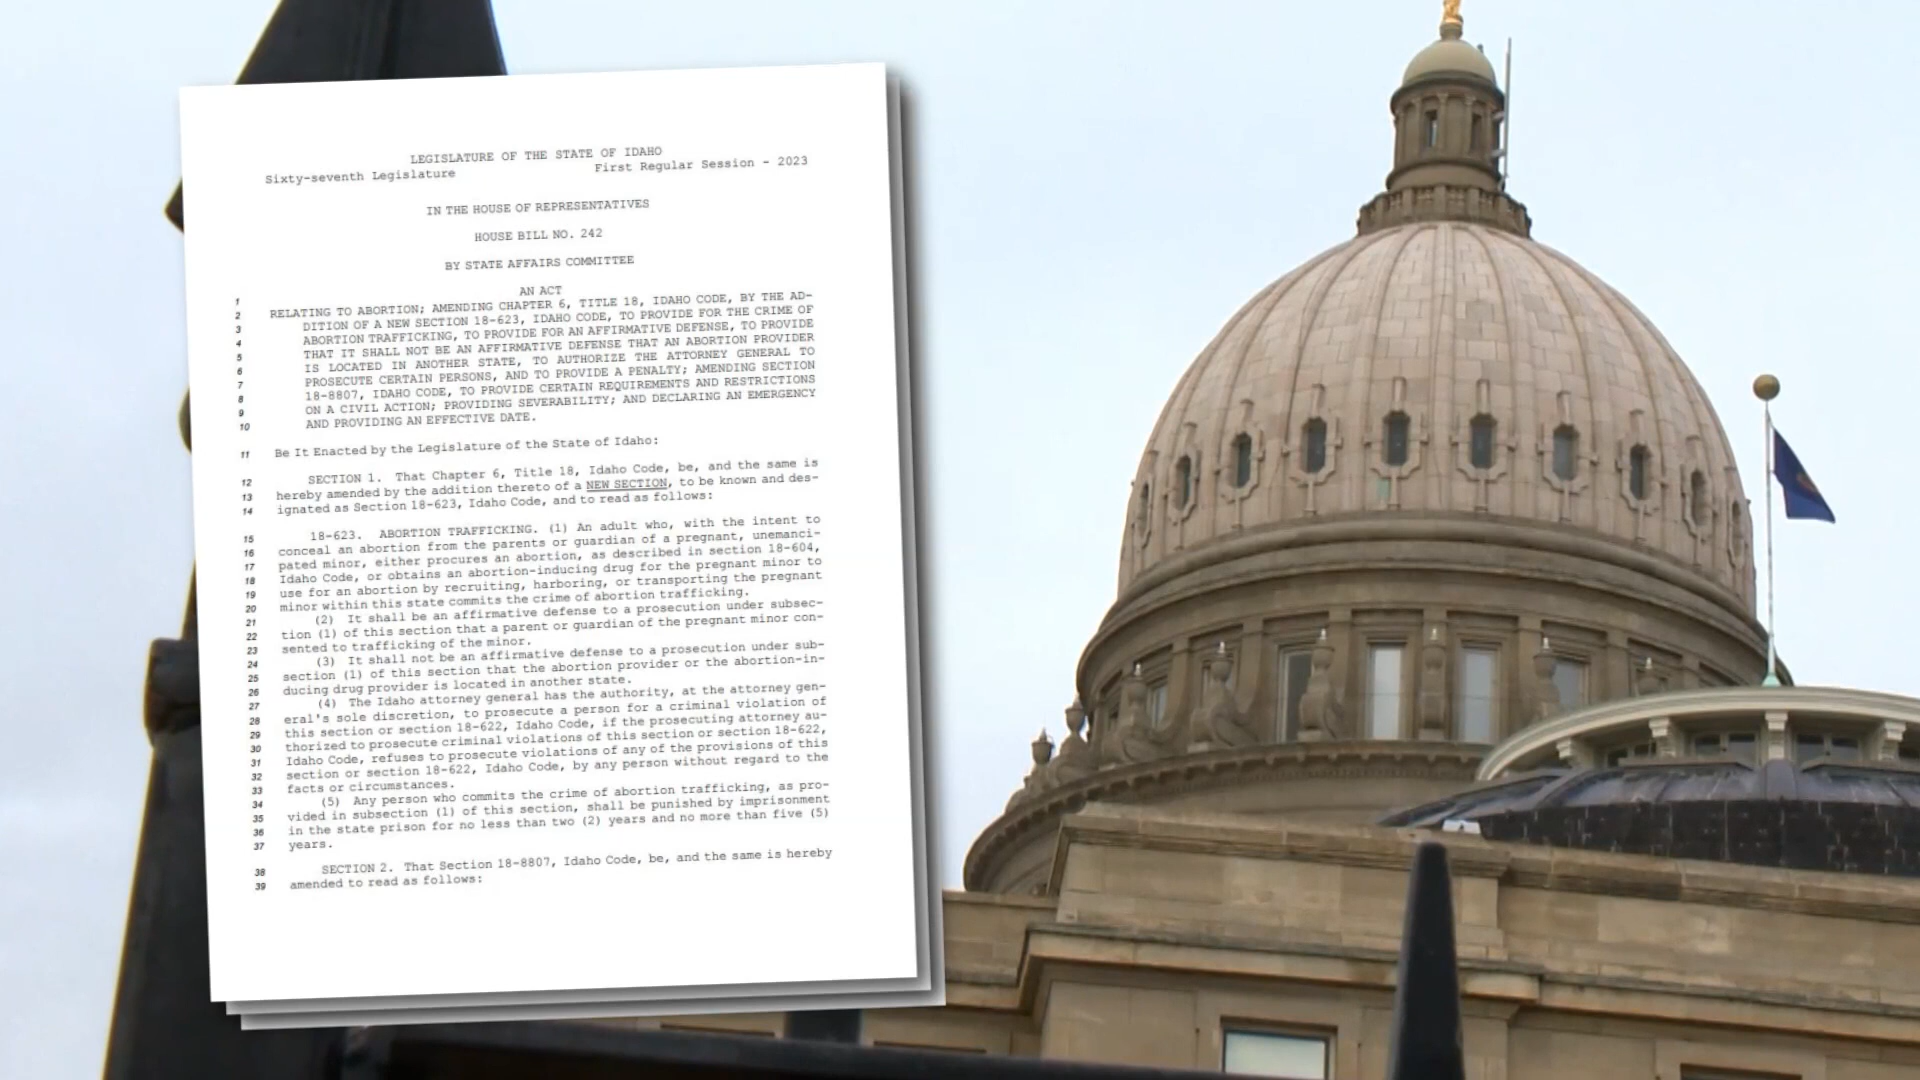 LEGISLATURE OF THE STATE OF IDAHO
Sixty-seventh Legislature First Regular Session - 2023
IN THE HOUSE OF REPRESENTATIVES
HOUSE BILL NO. 242
BY STATE AFFAIRS COMMITTEE
1 AN ACT
2 RELATING TO ABORTION; AMENDING CHAPTER 6, TITLE 18, IDAHO CODE, BY THE AD-
3 DITION OF A NEW SECTION 18-623, IDAHO CODE, TO PROVIDE FOR THE CRIME OF
4 ABORTION TRAFFICKING, TO PROVIDE FOR AN AFFIRMATIVE DEFENSE, TO PROVIDE
5 THAT IT SHALL NOT BE AN AFFIRMATIVE DEFENSE THAT AN ABORTION PROVIDER
6 IS LOCATED IN ANOTHER STATE, TO AUTHORIZE THE ATTORNEY GENERAL TO
7 PROSECUTE CERTAIN PERSONS, AND TO PROVIDE A PENALTY; AMENDING SECTION
8 18-8807, IDAHO CODE, TO PROVIDE CERTAIN REQUIREMENTS AND RESTRICTIONS
9 ON A CIVIL ACTION; PROVIDING SEVERABILITY; AND DECLARING AN EMERGENCY
10 AND PROVIDING AN EFFECTIVE DATE.
11 Be It Enacted by the Legislature of the State of Idaho:
12 SECTION 1. That Chapter 6, Title 18, Idaho Code, be, and the same is
13 hereby amended by the addition thereto of a NEW SECTION, to be known and des-
14 ignated as Section 18-623, Idaho Code, and to read as follows:
15 18-623. ABORTION TRAFFICKING. (1) An adult who, with the intent to
16 conceal an abortion from the parents or guardian of a pregnant, unemanci-
17 pated minor, either procures an abortion, as described in section 18-604,
18 Idaho Code, or obtains an abortion-inducing drug for the pregnant minor to
19 use for an abortion by recruiting, harboring, or transporting the pregnant
20 minor within this state commits the crime of abortion trafficking.
21 (2) It shall be an affirmative defense to a prosecution under subsec-
22 tion (1) of this section that a parent or guardian of the pregnant minor con-
23 sented to trafficking of the minor.
24 (3) It shall not be an affirmative defense to a prosecution under sub-
25 section (1) of this section that the abortion provider or the abortion-in-
26 ducing drug provider is located in another state.
27 (4) The Idaho attorney general has the authority, at the attorney gen-
28 eral's sole discretion, to prosecute a person for a criminal violation of
29 this section or section 18-622, Idaho Code, if the prosecuting attorney au-
30 thorized to prosecute criminal violations of this section or section 18-622,
31 Idaho Code, refuses to prosecute violations of any of the provisions of this
32 section or section 18-622, Idaho Code, by any person without regard to the
33 facts or circumstances.
34 (5) Any person who commits the crime of abortion trafficking, as pro-
35 vided in subsection (1) of this section, shall be punished by imprisonment
36 in the state prison for no less than two (2) years and no more than five (5)
37 years.
38 SECTION 2. That Section 18-8807, Idaho Code, be, and the same is hereby
39 amended to read as follows: